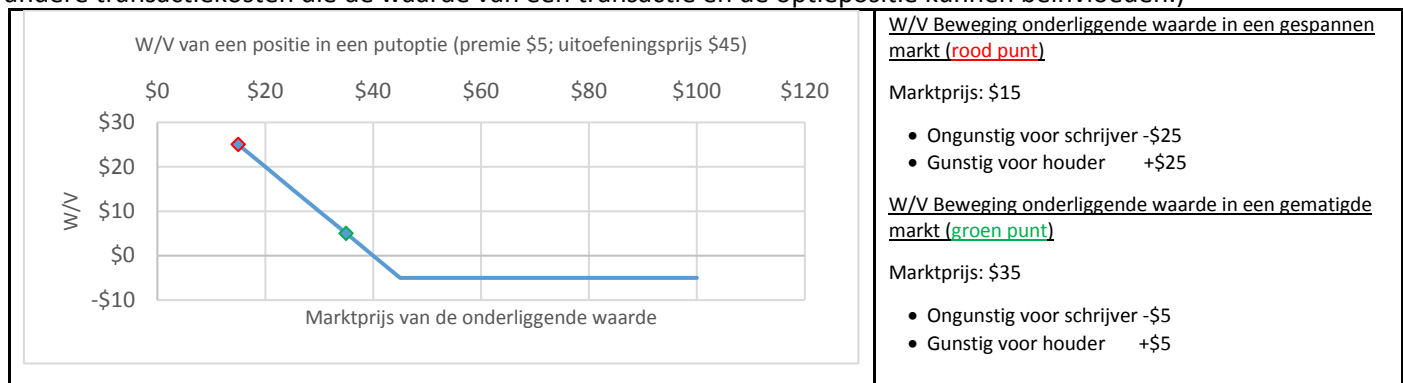 andere transactiekosten die de waarde van een transactie en de optiepositie kunnen beïnvloeden.)
W/V van een positie in een putoptie (premie $5; uitoefeningsprijs $45)
$0 $20 $40 $60 $80 $100 $120
$30
$20
$10
$0
-$10
W/V
Marktprijs van de onderliggende waarde
W/V Beweging onderliggende waarde in een gespannen
markt (rood punt)
Marktprijs: $15
• Ongunstig voor schrijver -$25
• Gunstig voor houder +$25
W/V Beweging onderliggende waarde in een gematigde
markt (groen punt)
Marktprijs: $35
• Ongunstig voor schrijver -$5
• Gunstig voor houder +$5